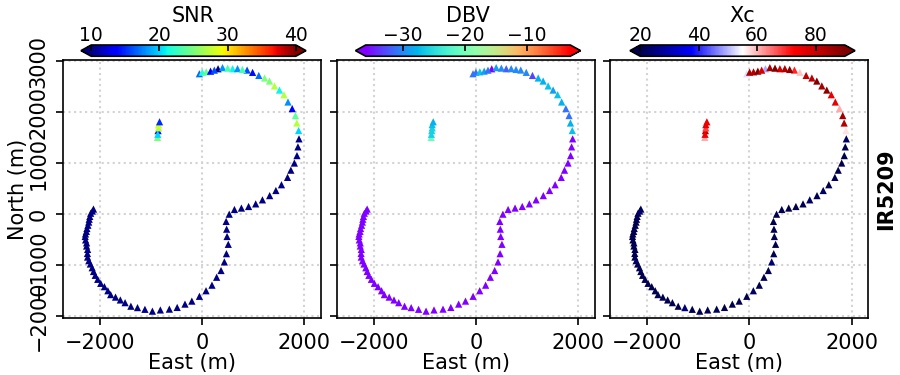 SNR DBV Xc
10 20 30 40 −30 −20 −10 20 40 60 80
North (m)
3000
2000
1000
0
−1000
−2000
−2000 0 2000 −2000 0 2000 −2000 0 2000
East (m) East (m) East (m)
IR5209